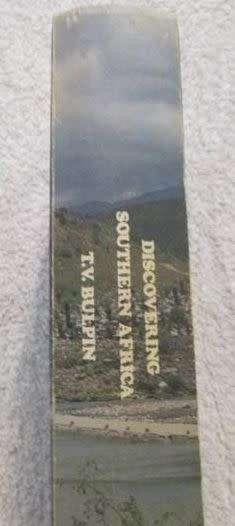 DISCOVERING
SOUTHERN AFRICA
T.V. BULPIN